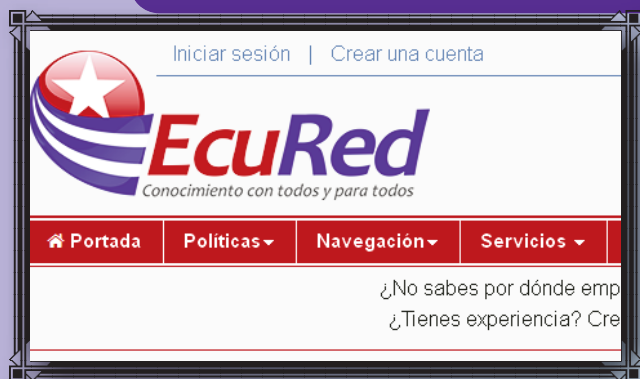 Iniciar sesión | Crear una cuenta
EcuRed
Conocimiento con todos y para todos
Portada Políticas Navegación Servicios
¿No sabes por dónde emp
¿Tienes experiencia? Cre